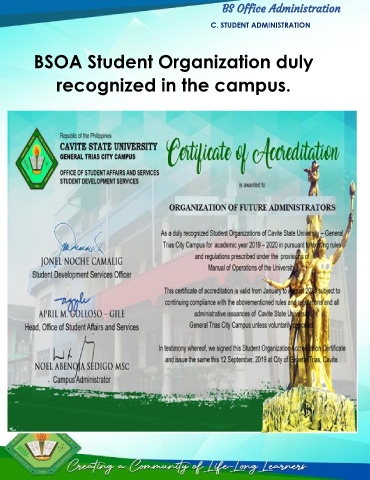 BS Office Administration
C. STUDENT ADMINISTRATION
BSOA Student Organization duly
recognized in the campus.
Republic of the Philippines
CAVITE STATE UNIVERSITY
GENERAL TRIAS CITY CAMPUS
OFFICE OF STUDENT AFFAIRS AND SERVICES
STUDENT DEVELOPMENT SERVICES
JONEL NOCHE CAMALIG
Student Development Services Officer
APRIL M. GOLLOSO – GILE
Head, Office of Student Affairs and Services
NOEL ABENOJA SEDIGO MSC
Campus Administrator
Certificate of Accreditation
is awarded to
ORGANIZATION OF FUTURE ADMINISTRATORS
As a duly recognized Student Organizations of Cavite State University – General
Trias City Campus for academic year 2019 – 2020 in pursuant to rules
and regulations prescribed under the provisions of
Manual of Operations of the University
This certificate of accreditation is valid from January to subject to
continuing compliance with the abovementioned rules and and all
administrative issuances of Cavite State University
General Trias City Campus unless voluntarily
In testimony whereof, we signed this Student Organization Accreditation Certificate
and issue the same this 12 September, 2019 at City of General Trias, Cavite.
Creating a Community of Life-Long Learners